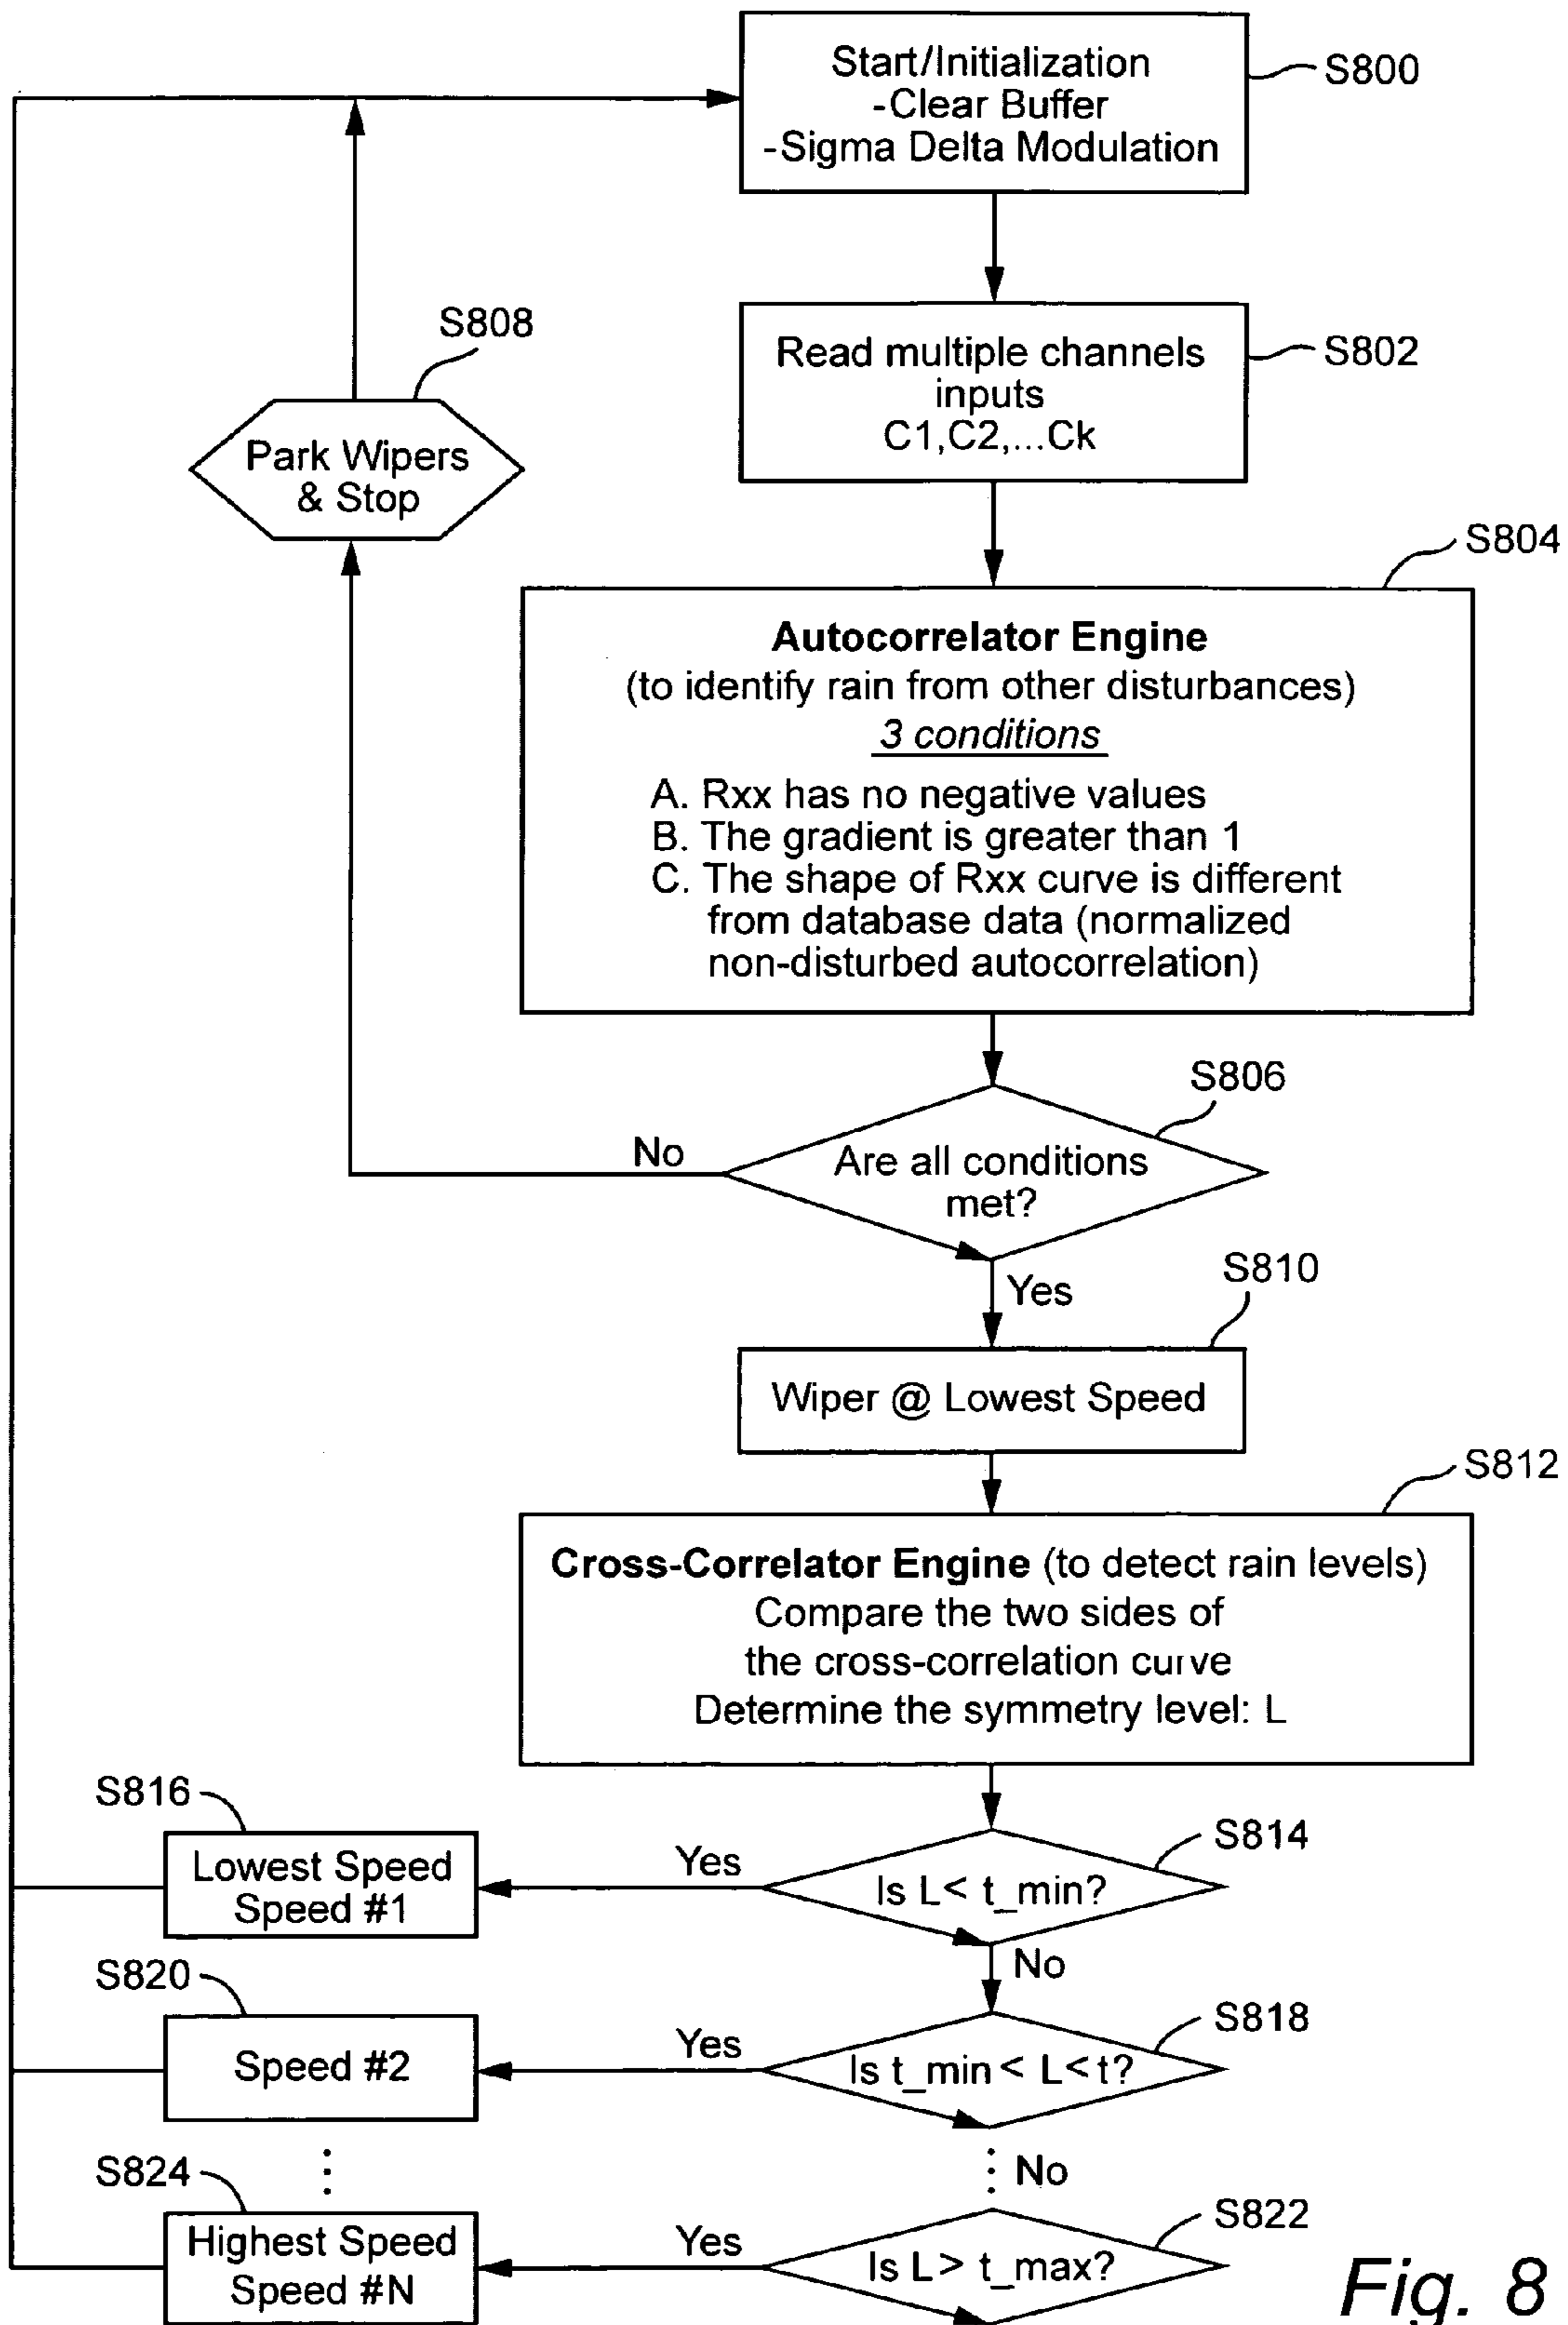 Start/Initialization
-Clear Buffer
-Sigma Delta Modulation
S800
Read multiple channels
inputs
C1,C2,...Ck
S802
S808
Park Wipers
& Stop
S804
Autocorrelator Engine
(to identify rain from other disturbances)
3 conditions
A. Rxx has no negative values
B. The gradient is greater than 1
C. The shape of Rxx curve is different
from database data (normalized
non-disturbed autocorrelation)
S806
No
Are all conditions
met?
Yes
S810
Wiper @ Lowest Speed
S812
Cross-Correlator Engine (to detect rain levels)
Compare the two sides of
the cross-correlation curve
Determine the symmetry level: L
S816
Lowest Speed
Speed #1
Yes
S814
Is L< t_min?
No
S820
Speed #2
Yes
S818
Is t_min < L<t?
No
S824
Highest Speed
Speed #N
Yes
S822
Is L> t_max?
Fig. 8